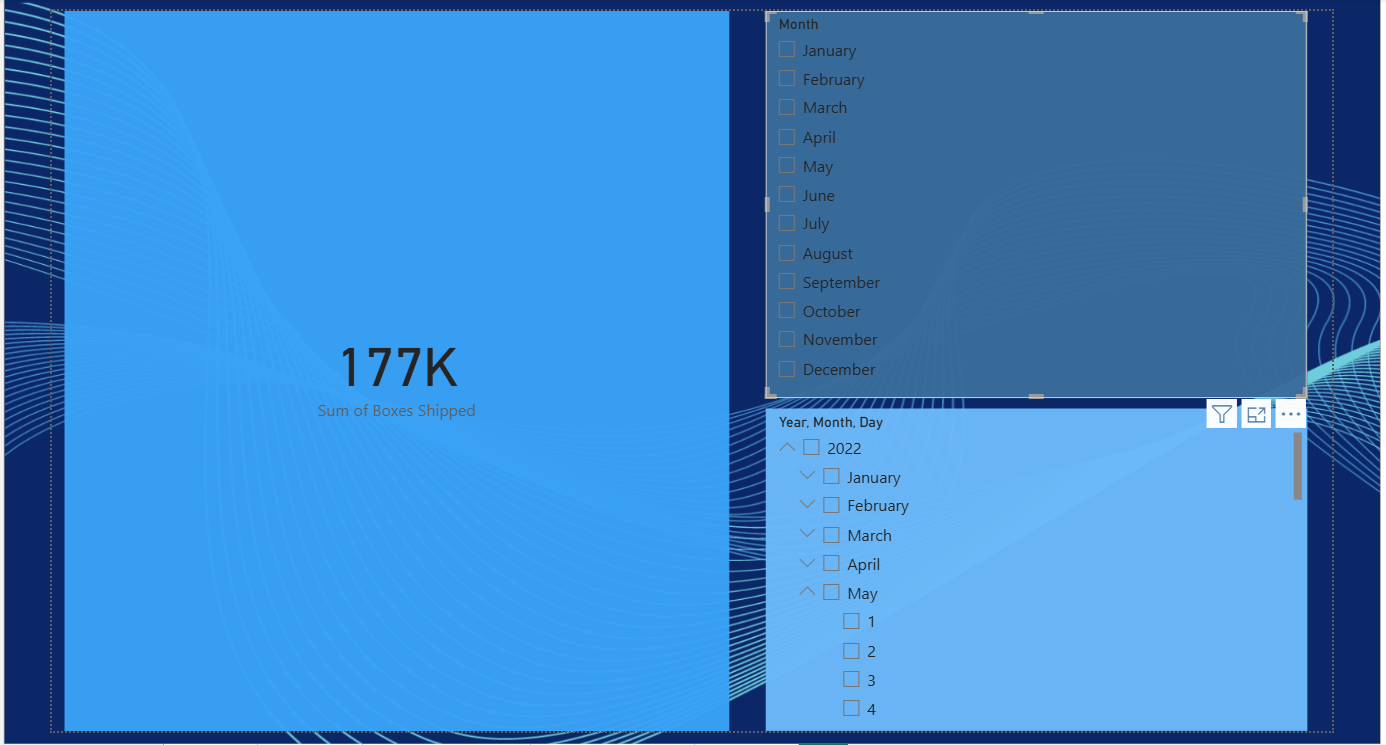 177K
Sum of Boxes Shipped
Month
January
February
March
April
May
June
July
August
September
October
November
December
Year, Month, Day
2022
January
February
March
April
May
1
2
3
4